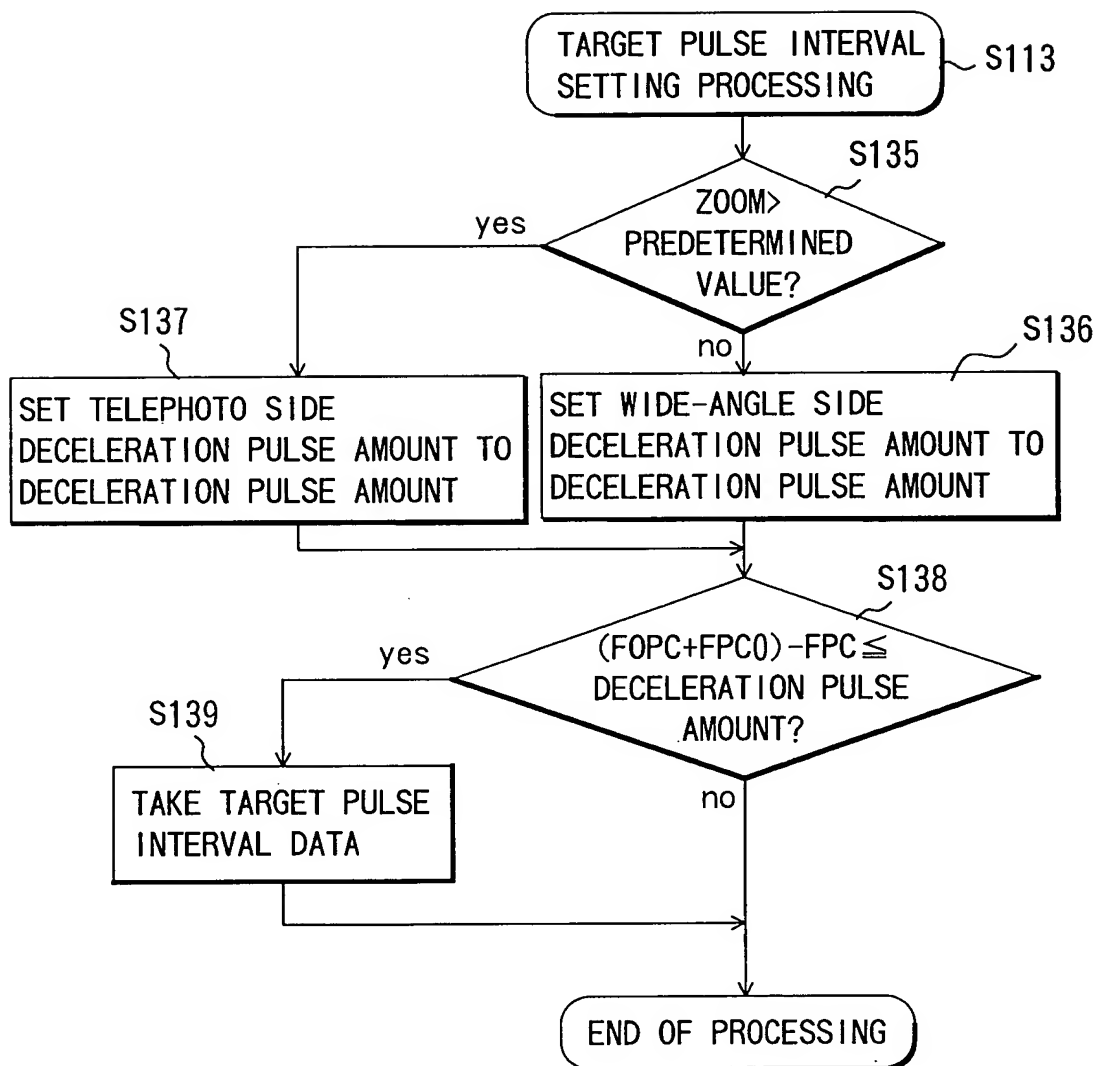 TARGET PULSE INTERVAL
SETTING PROCESSING
S113
S135
ZOOM>
PREDETERMINED
VALUE?
yes
no
S137
SET TELEPHOTO SIDE
DECELERATION PULSE AMOUNT TO
DECELERATION PULSE AMOUNT
S136
SET WIDE-ANGLE SIDE
DECELERATION PULSE AMOUNT TO
DECELERATION PULSE AMOUNT
S138
(FOPC+FPC0)-FPC≦
DECELERATION PULSE
AMOUNT?
yes
no
S139
TAKE TARGET PULSE
INTERVAL DATA
END OF PROCESSING